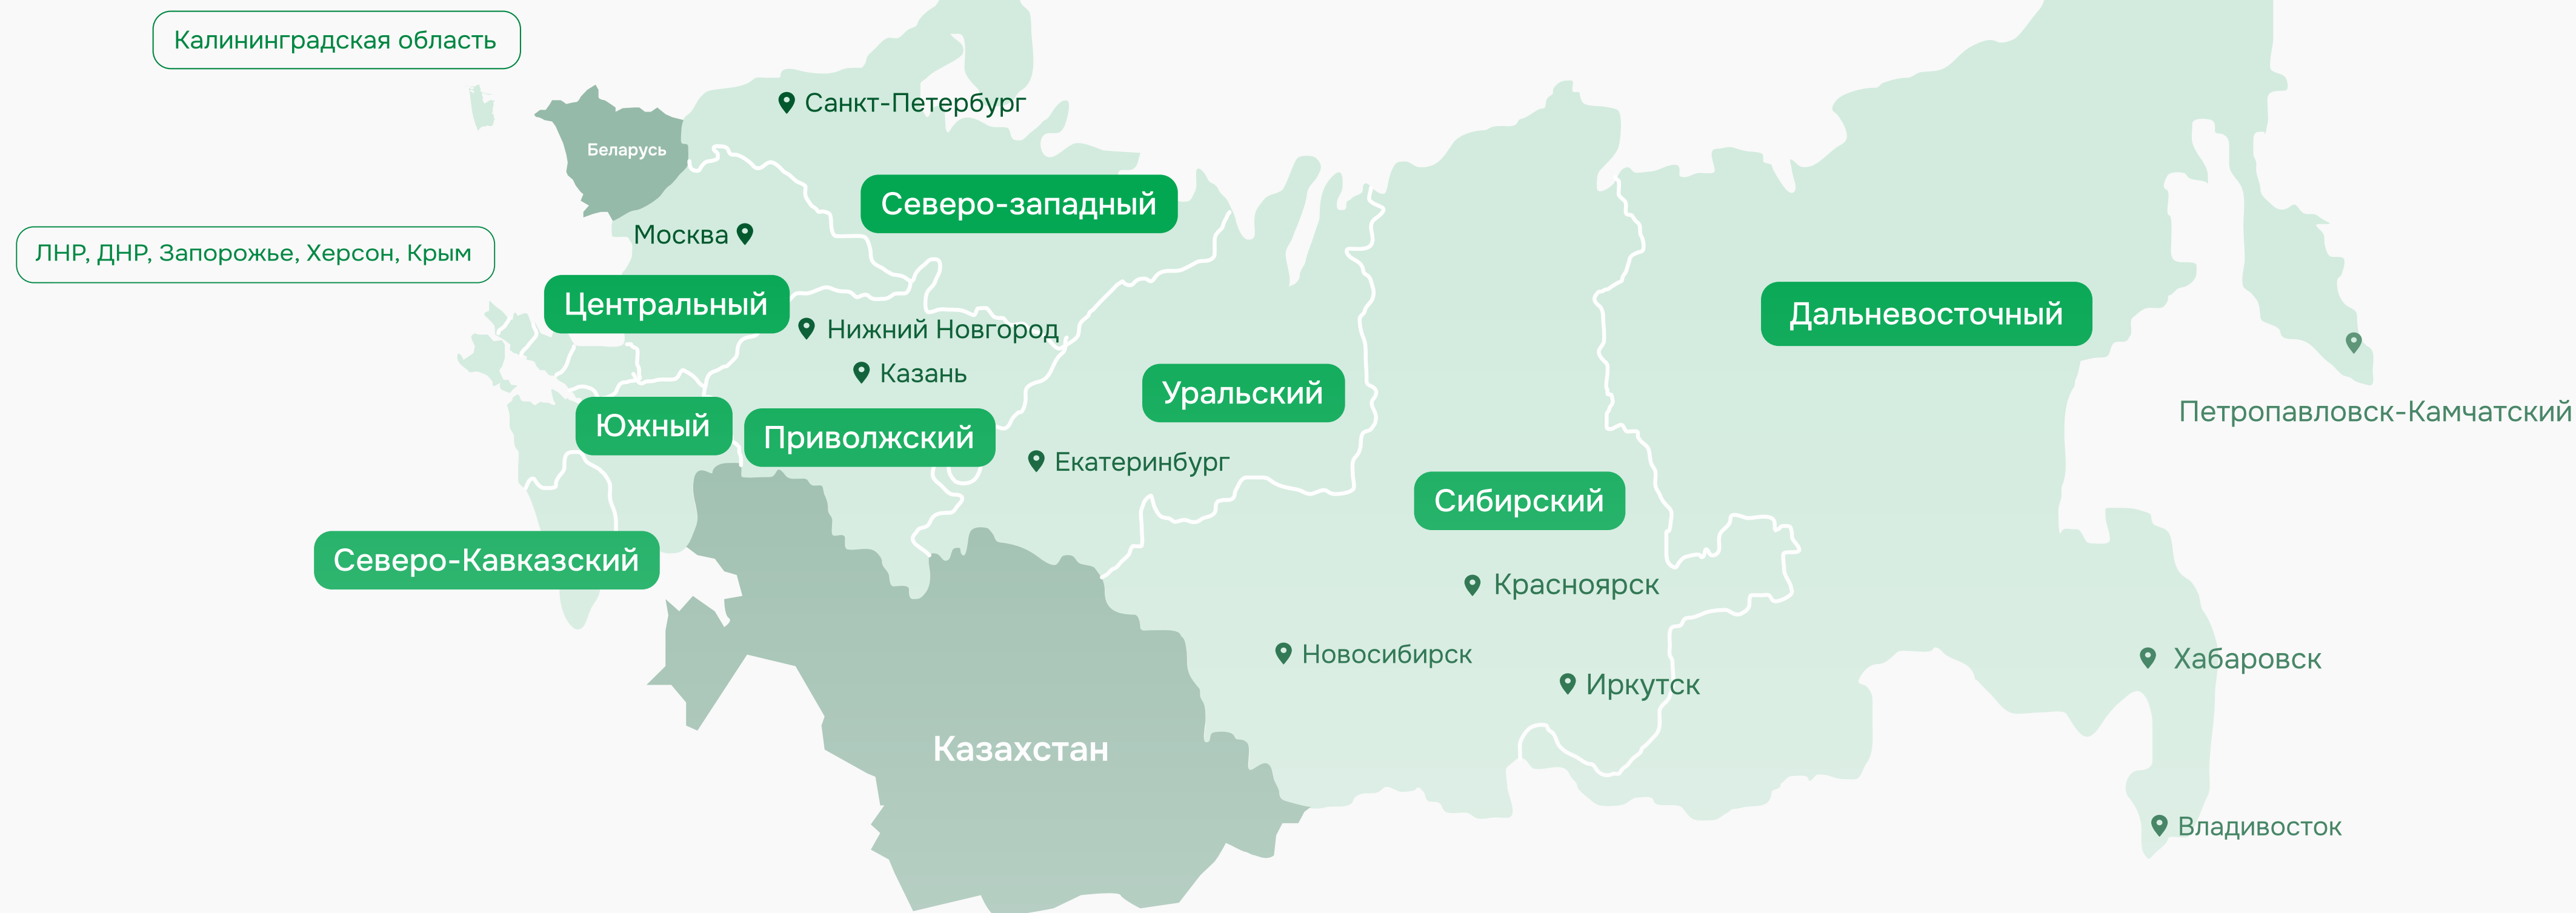 Калининградская область
Санкт-Петербург
Беларусь
Северо-западный
Москва
ЛНР, ДНР, Запорожье, Херсон, Крым
Центральный
Дальневосточный
Нижний Новгород
Казань
Уральский
Петропавловск-Камчатский
Южный
Приволжский
Екатеринбург
Сибирский
Северо-Кавказский
Красноярск
Новосибирск
Хабаровск
Иркутск
Казахстан
Владивосток